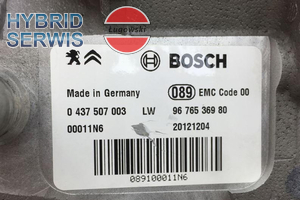 HYBRID
SERWIS
Ługowski
BOSCH
Made in Germany
089 EMC Code 00
0 437 507 003 LW 96 765 369 80
00011N6 20121204
089100011N6